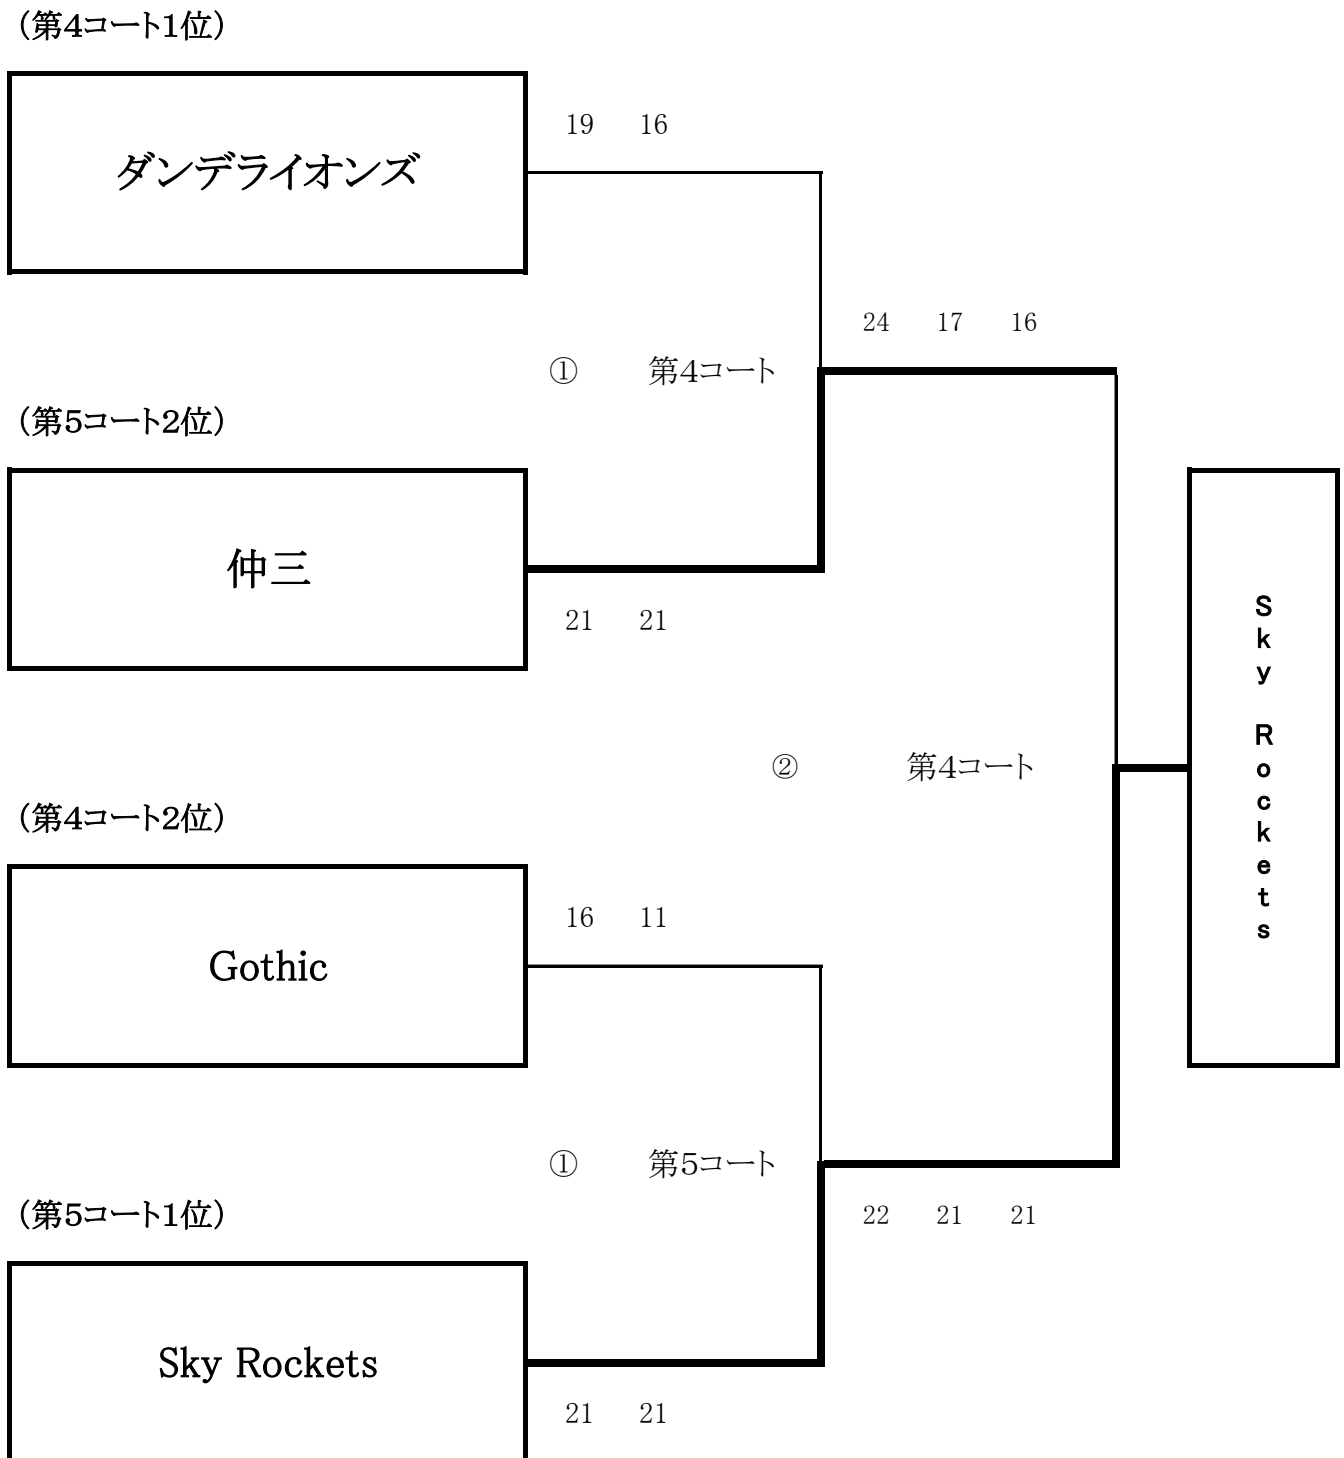 （第4コート1位）
19 16
ダンデライオンズ
24 17 16
① 第4コート
（第5コート2位）
仲三
21 21
② 第4コート
（第4コート2位）
16 11
Gothic
① 第5コート
（第5コート1位）
22 21 21
Sky Rockets
21 21
Sky Rockets